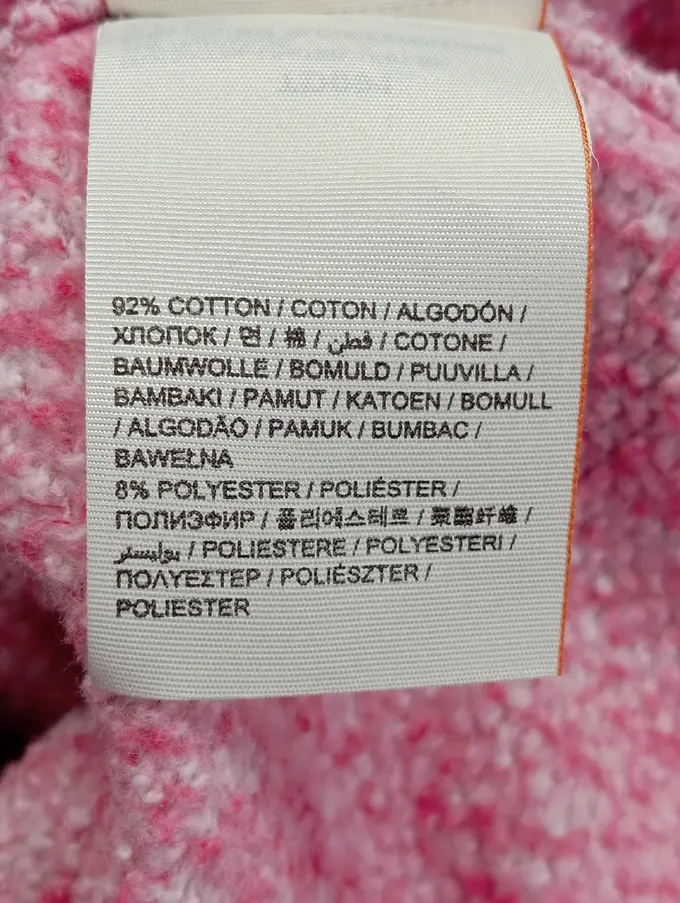 92% COTTON / COTON / ALGODÓN /
ХЛОПОК / 면 / 棉 / قطن / COTONE /
BAUMWOLLE / BOMULD / PUUVILLA /
BAMBAKI / PAMUT / KATOEN / BOMULL
/ ALGODÃO / PAMUK / BUMBAC /
BAWEŁNA
8% POLYESTER / POLIÉSTER /
ПОЛИЭФИР / 폴리에스테르 / 聚酯纤维 /
بوليستر / POLIESTERE / POLYESTERI /
ΠΟΛΥΕΣΤΕΡ / POLIÉSZTER /
POLIESTER